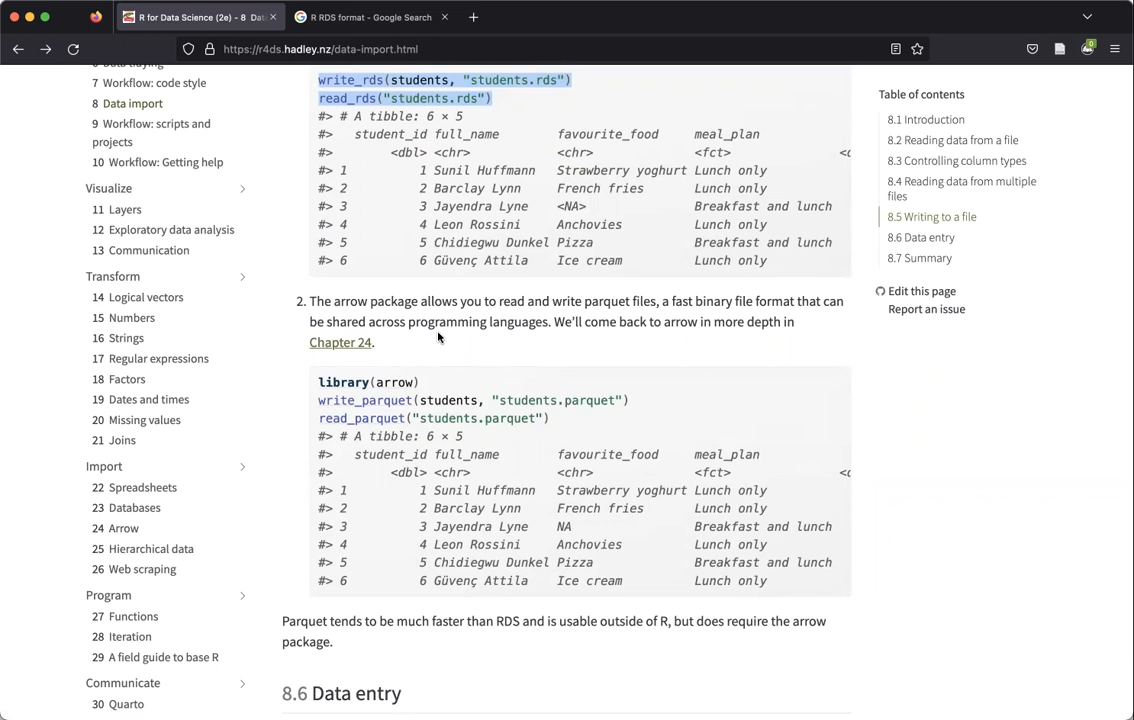 R for Data Science (2e) - 8 Dat
R RDS format - Google Search
https://r4ds.hadley.nz/data-import.html
0
7 Workflow: code style
8 Data import
9 Workflow: scripts and
projects
10 Workflow: Getting help
Visualize
11 Layers
12 Exploratory data analysis
13 Communication
Transform
14 Logical vectors
15 Numbers
16 Strings
17 Regular expressions
18 Factors
19 Dates and times
20 Missing values
21 Joins
Import
22 Spreadsheets
23 Databases
24 Arrow
25 Hierarchical data
26 Web scraping
Program
27 Functions
28 Iteration
29 A field guide to base R
Communicate
30 Quarto
write_rds(students, "students.rds")
read_rds("students.rds")
#> # A tibble: 6 × 5
#>   student_id full_name        favourite_food     meal_plan
#>        <dbl> <chr>            <chr>              <fct>          <c
#> 1          1 Sunil Huffmann   Strawberry yoghurt Lunch only
#> 2          2 Barclay Lynn     French fries       Lunch only
#> 3          3 Jayendra Lyne    <NA>               Breakfast and lunch
#> 4          4 Leon Rossini     Anchovies          Lunch only
#> 5          5 Chidiegwu Dunkel Pizza              Breakfast and lunch
#> 6          6 Güvenç Attila    Ice cream          Lunch only
2. The arrow package allows you to read and write parquet files, a fast binary file format that can
be shared across programming languages. We'll come back to arrow in more depth in
Chapter 24.
library(arrow)
write_parquet(students, "students.parquet")
read_parquet("students.parquet")
#> # A tibble: 6 × 5
#>   student_id full_name        favourite_food     meal_plan
#>        <dbl> <chr>            <chr>              <fct>          <c
#> 1          1 Sunil Huffmann   Strawberry yoghurt Lunch only
#> 2          2 Barclay Lynn     French fries       Lunch only
#> 3          3 Jayendra Lyne    NA                 Breakfast and lunch
#> 4          4 Leon Rossini     Anchovies          Lunch only
#> 5          5 Chidiegwu Dunkel Pizza              Breakfast and lunch
#> 6          6 Güvenç Attila    Ice cream          Lunch only
Parquet tends to be much faster than RDS and is usable outside of R, but does require the arrow
package.
8.6 Data entry
Table of contents
8.1 Introduction
8.2 Reading data from a file
8.3 Controlling column types
8.4 Reading data from multiple
files
8.5 Writing to a file
8.6 Data entry
8.7 Summary
Edit this page
Report an issue